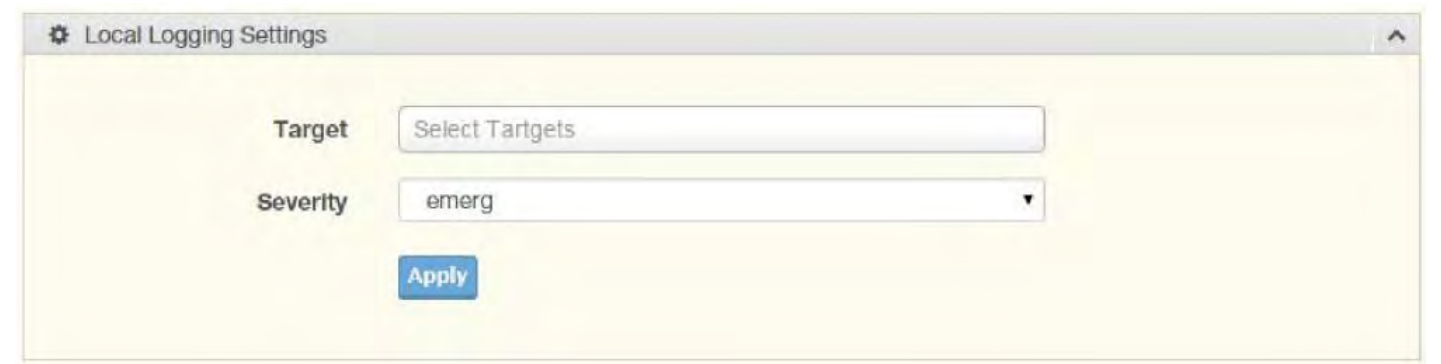 Local Logging Settings
Target
Select Tartgets
Severity
emerg
Apply